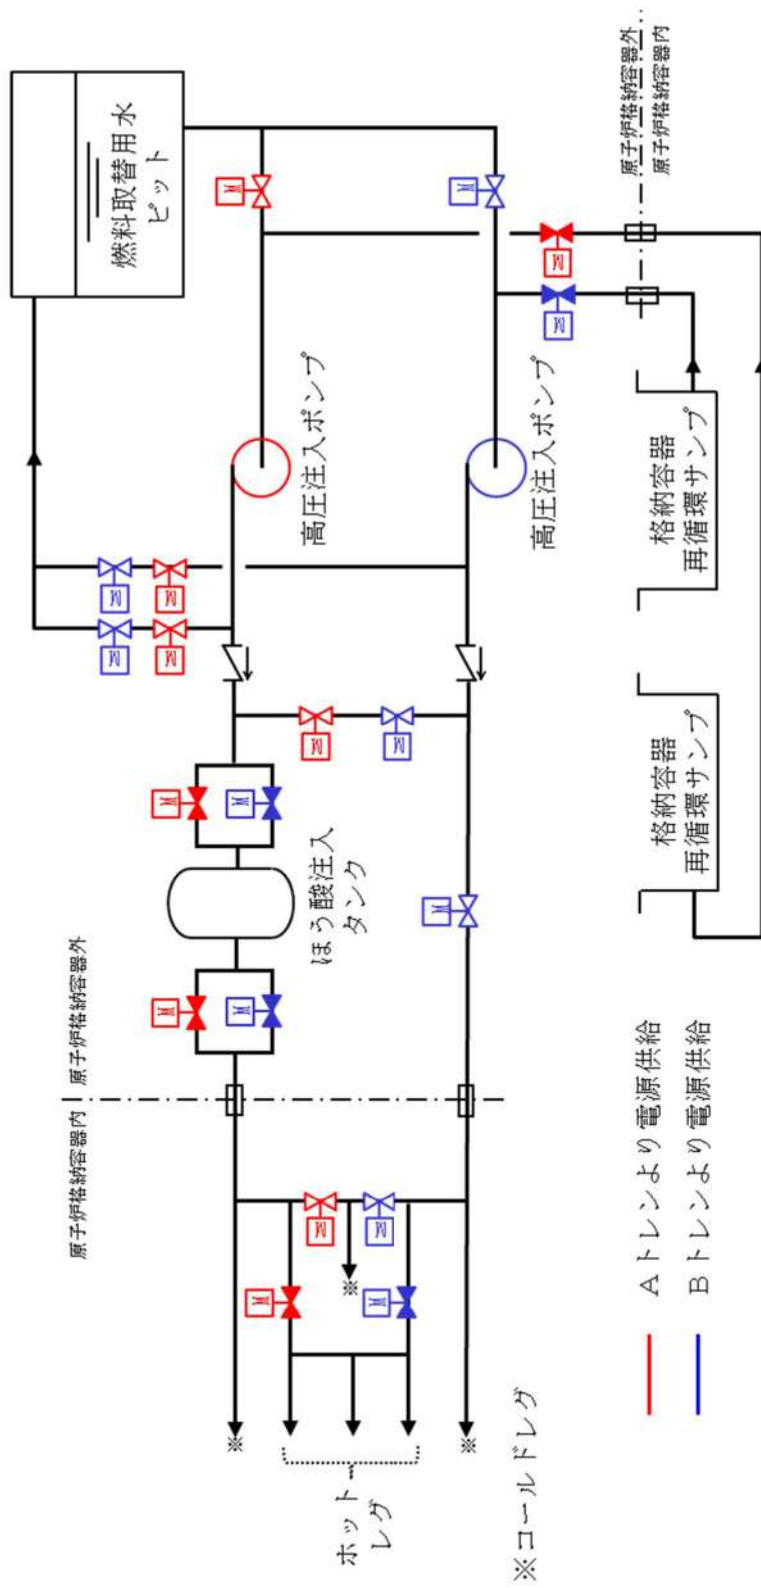 燃料取替用水
ピット
原子炉格納容器外
原子炉格納容器内
M
M
M
M
高圧注入ポンプ
高圧注入ポンプ
M
M
M
M
M
M
M
M
ほう酸注入
タンク
M
M
M
格納容器
再循環サンプ
格納容器
再循環サンプ
原子炉格納容器内
原子炉格納容器外
M
M
M
M
※
※
※
ホット
レグ
※コールドレグ
Aトレンより電源供給
Bトレンより電源供給